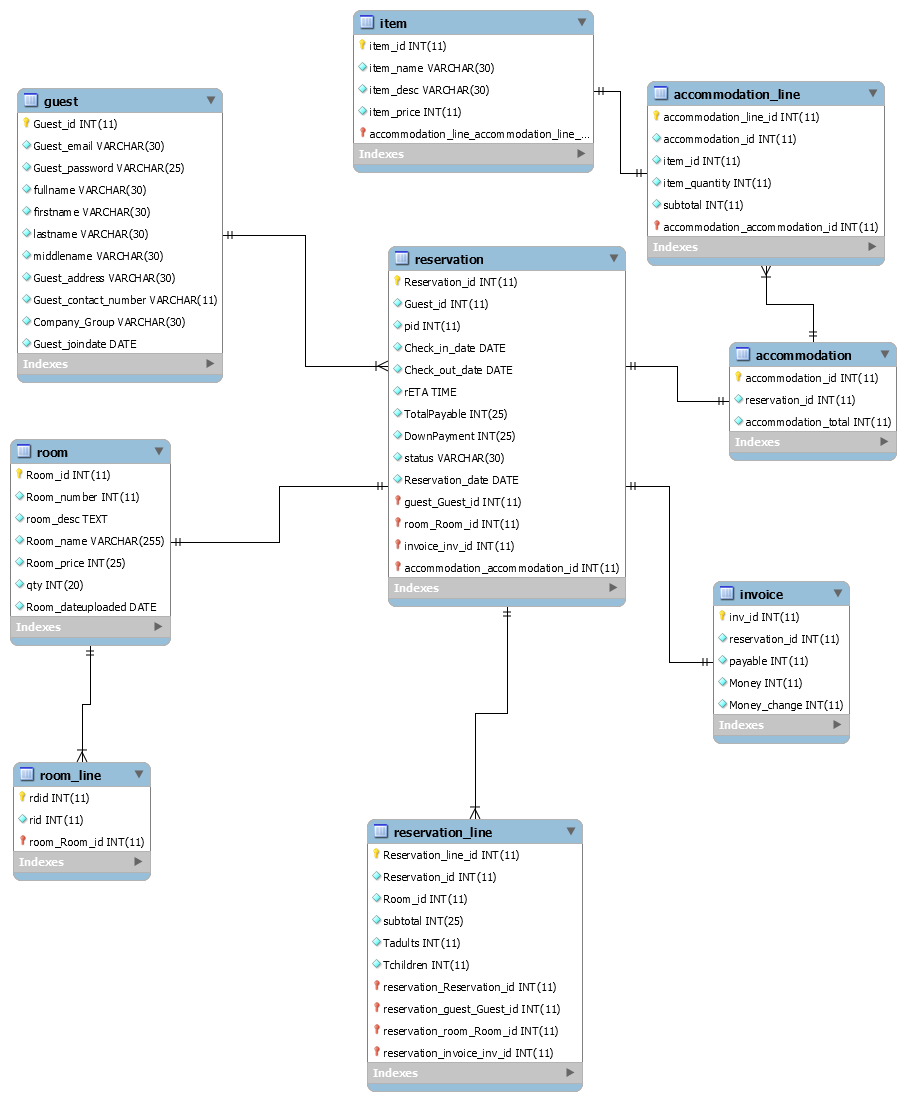 item
item_id INT(11)
item_name VARCHAR(30)
item_desc VARCHAR(30)
item_price INT(11)
accommodation_line_accommodation_line_...
Indexes
accommodation_line
accommodation_line_id INT(11)
accommodation_id INT(11)
item_id INT(11)
item_quantity INT(11)
subtotal INT(11)
accommodation_accommodation_id INT(11)
Indexes
guest
Guest_id INT(11)
Guest_email VARCHAR(30)
Guest_password VARCHAR(25)
fullname VARCHAR(30)
firstname VARCHAR(30)
lastname VARCHAR(30)
middlename VARCHAR(30)
Guest_address VARCHAR(30)
Guest_contact_number VARCHAR(11)
Company_Group VARCHAR(30)
Guest_joindate DATE
Indexes
reservation
Reservation_id INT(11)
Guest_id INT(11)
pid INT(11)
Check_in_date DATE
Check_out_date DATE
rETA TIME
TotalPayable INT(25)
DownPayment INT(25)
status VARCHAR(30)
Reservation_date DATE
guest_Guest_id INT(11)
room_Room_id INT(11)
invoice_inv_id INT(11)
accommodation_accommodation_id INT(11)
Indexes
accommodation
accommodation_id INT(11)
reservation_id INT(11)
accommodation_total INT(11)
Indexes
room
Room_id INT(11)
Room_number INT(11)
room_desc TEXT
Room_name VARCHAR(255)
Room_price INT(25)
qty INT(20)
Room_dateuploaded DATE
Indexes
invoice
inv_id INT(11)
reservation_id INT(11)
payable INT(11)
Money INT(11)
Money_change INT(11)
Indexes
room_line
rdid INT(11)
rid INT(11)
room_Room_id INT(11)
Indexes
reservation_line
Reservation_line_id INT(11)
Reservation_id INT(11)
Room_id INT(11)
subtotal INT(25)
Tadults INT(11)
Tchildren INT(11)
reservation_Reservation_id INT(11)
reservation_guest_Guest_id INT(11)
reservation_room_Room_id INT(11)
reservation_invoice_inv_id INT(11)
Indexes